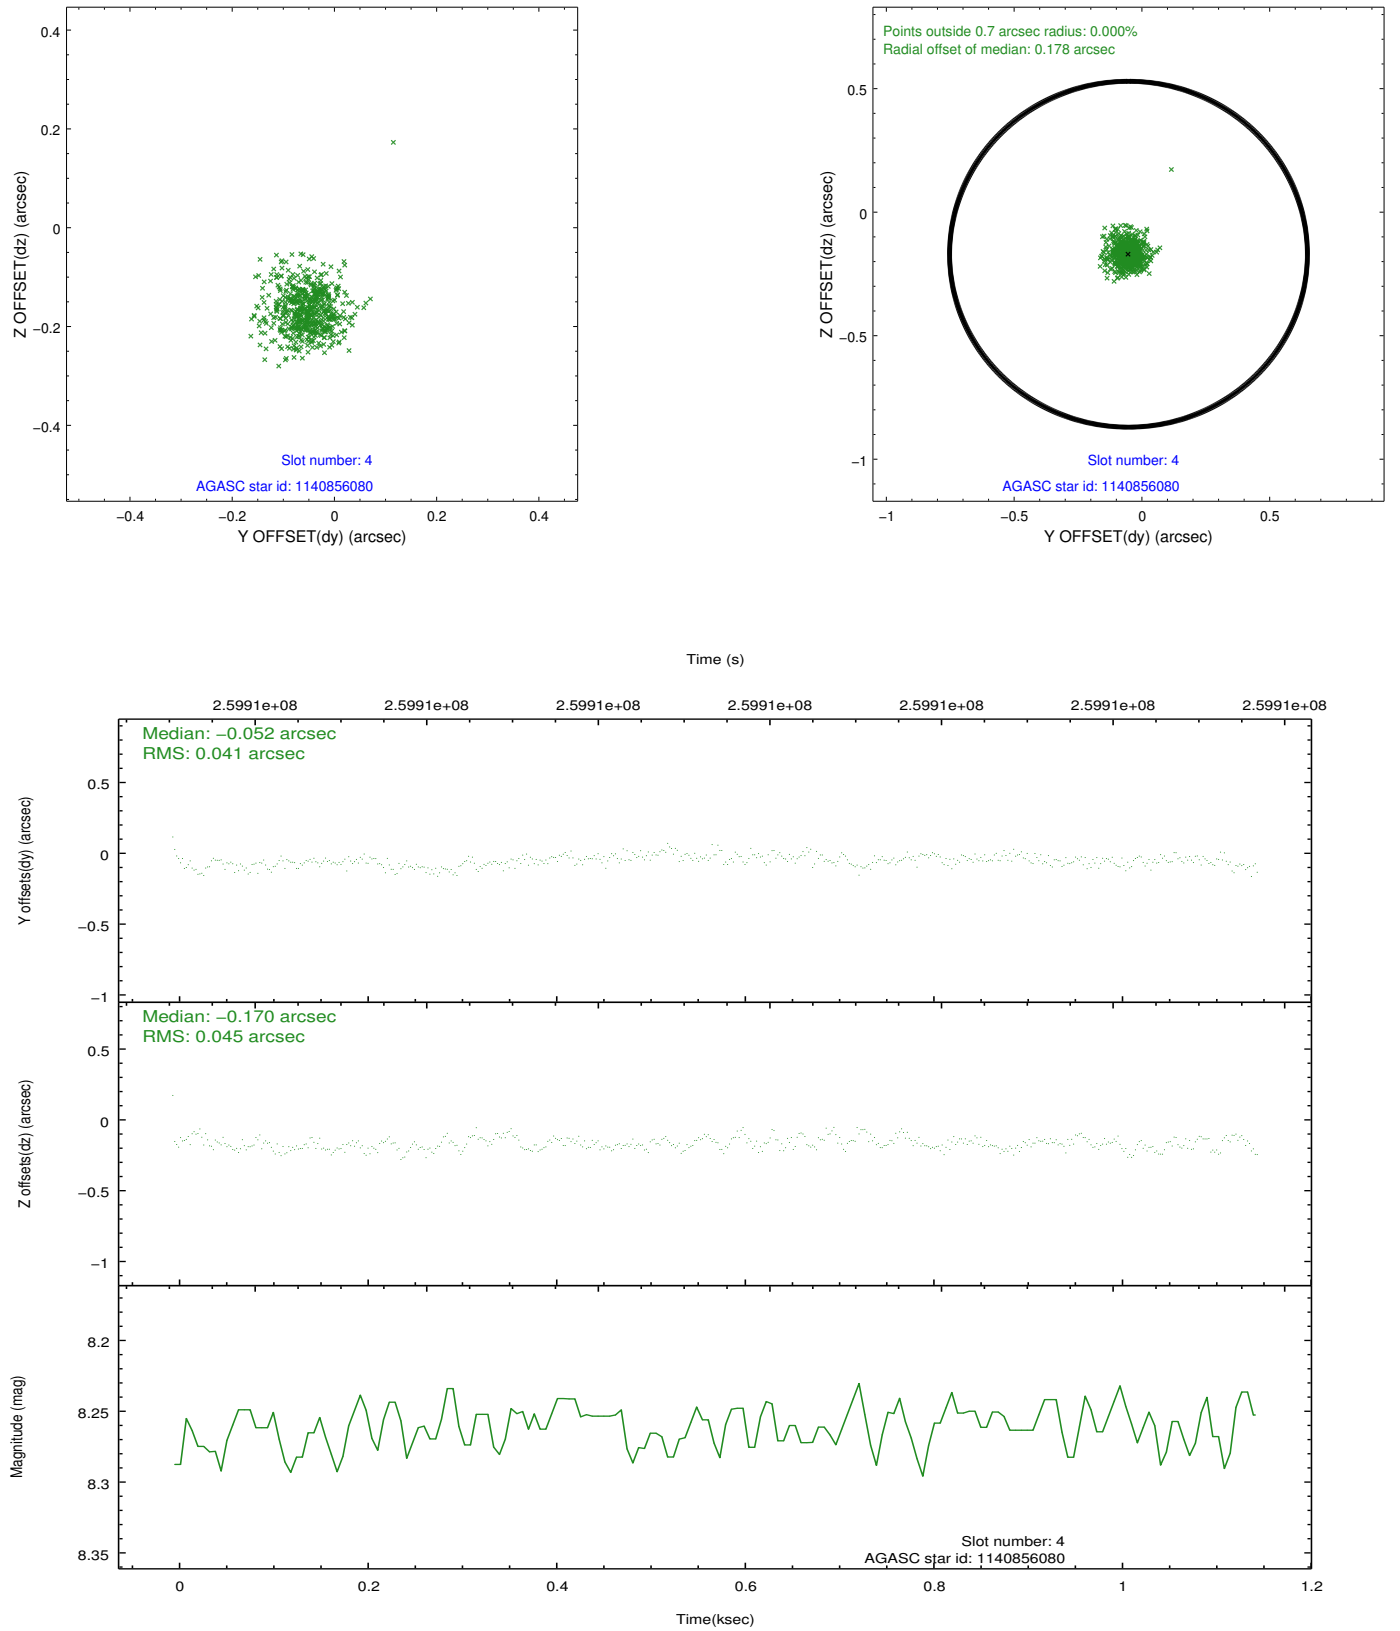 0.4
0.2
0
−0.2
−0.4
Z OFFSET(dz) (arcsec)
Slot number: 4
AGASC star id: 1140856080
−0.4 −0.2 0 0.2 0.4
Y OFFSET(dy) (arcsec)
Points outside 0.7 arcsec radius: 0.000%
Radial offset of median: 0.178 arcsec
0.5
0
−0.5
−1
Z OFFSET(dz) (arcsec)
Slot number: 4
AGASC star id: 1140856080
−1 −0.5 0 0.5
Y OFFSET(dy) (arcsec)
Time (s)
2.5991e+08 2.5991e+08 2.5991e+08 2.5991e+08 2.5991e+08 2.5991e+08 2.5991e+08
Median: −0.052 arcsec
RMS: 0.041 arcsec
0.5
0
−0.5
−1
Y offsets(dy) (arcsec)
Median: −0.170 arcsec
RMS: 0.045 arcsec
0.5
0
−0.5
−1
Z offsets(dz) (arcsec)
8.2
8.25
8.3
8.35
Magnitude (mag)
Slot number: 4
AGASC star id: 1140856080
0 0.2 0.4 0.6 0.8 1 1.2
Time(ksec)